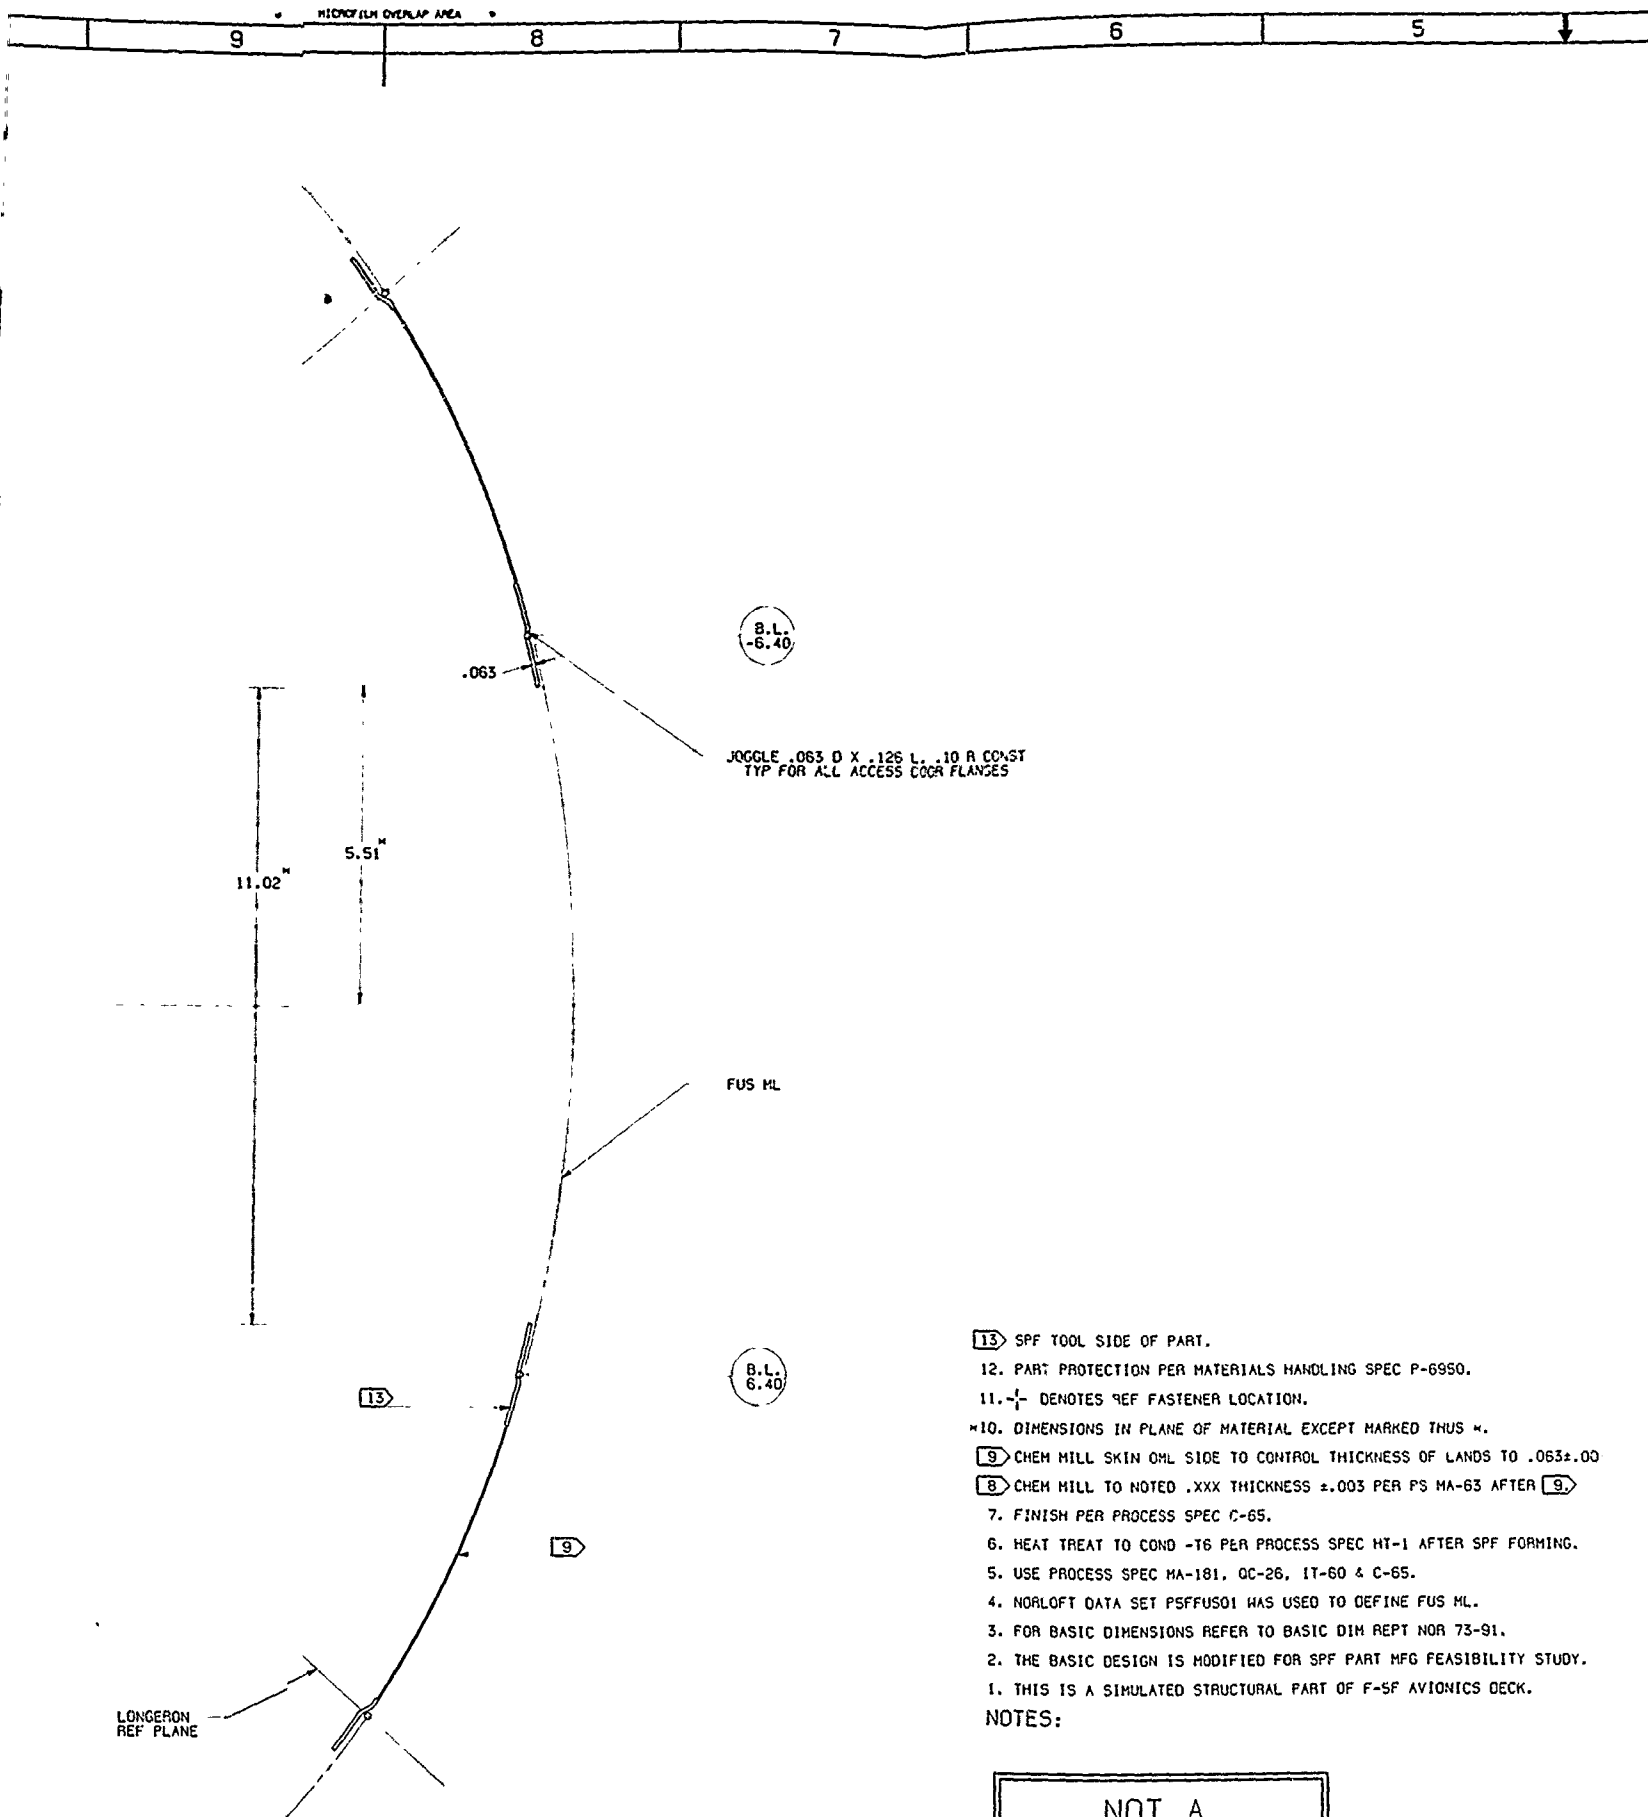 MICROFILM OVERLAP AREA
9 8 7 6 5
B.L.
-6.40
.063
JOGGLE .063 D X .126 L. .10 R CONST
TYP FOR ALL ACCESS DOOR FLANGES
5.51*
11.02*
FUS ML
B.L.
6.40
13
9
LONGERON
REF PLANE
13 SPF TOOL SIDE OF PART.
12. PART PROTECTION PER MATERIALS HANDLING SPEC P-6950.
11. -¦- DENOTES REF FASTENER LOCATION.
*10. DIMENSIONS IN PLANE OF MATERIAL EXCEPT MARKED THUS *.
9 CHEM MILL SKIN OML SIDE TO CONTROL THICKNESS OF LANDS TO .063±.00
8 CHEM MILL TO NOTED .XXX THICKNESS ±.003 PER PS MA-63 AFTER 9.
7. FINISH PER PROCESS SPEC C-65.
6. HEAT TREAT TO COND -T6 PER PROCESS SPEC HT-1 AFTER SPF FORMING.
5. USE PROCESS SPEC MA-181, QC-26, IT-60 & C-65.
4. NORLOFT DATA SET PSFFUS01 WAS USED TO DEFINE FUS ML.
3. FOR BASIC DIMENSIONS REFER TO BASIC DIM REPT NOR 73-91.
2. THE BASIC DESIGN IS MODIFIED FOR SPF PART MFG FEASIBILITY STUDY.
1. THIS IS A SIMULATED STRUCTURAL PART OF F-5F AVIONICS DECK.
NOTES:
NOT A